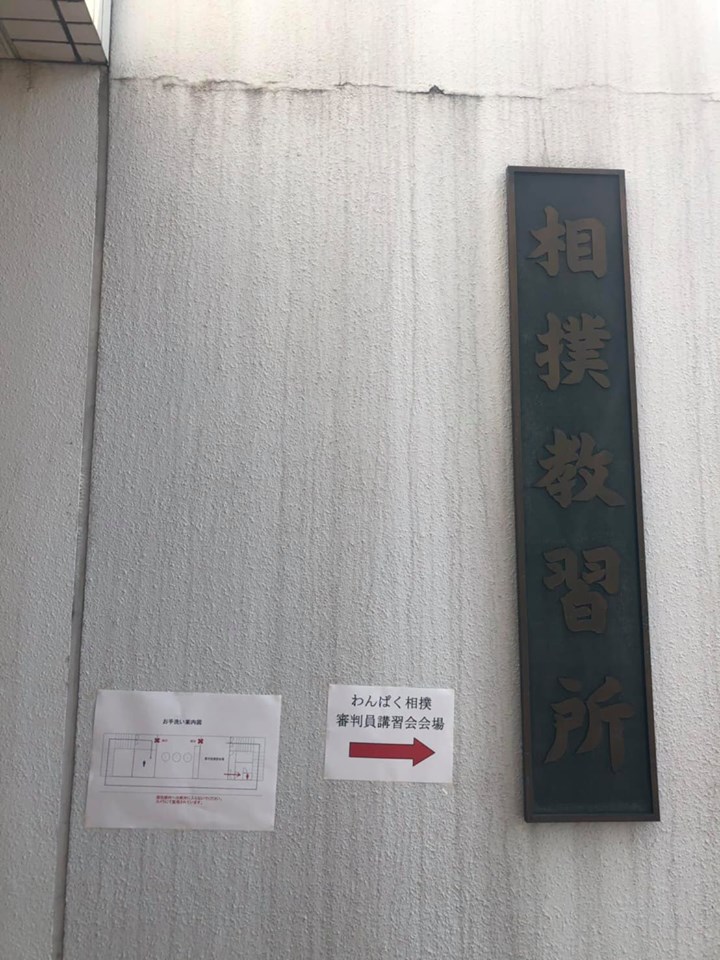 相撲教習所
わんぱく相撲
審判員講習会会場
お手洗い案内図